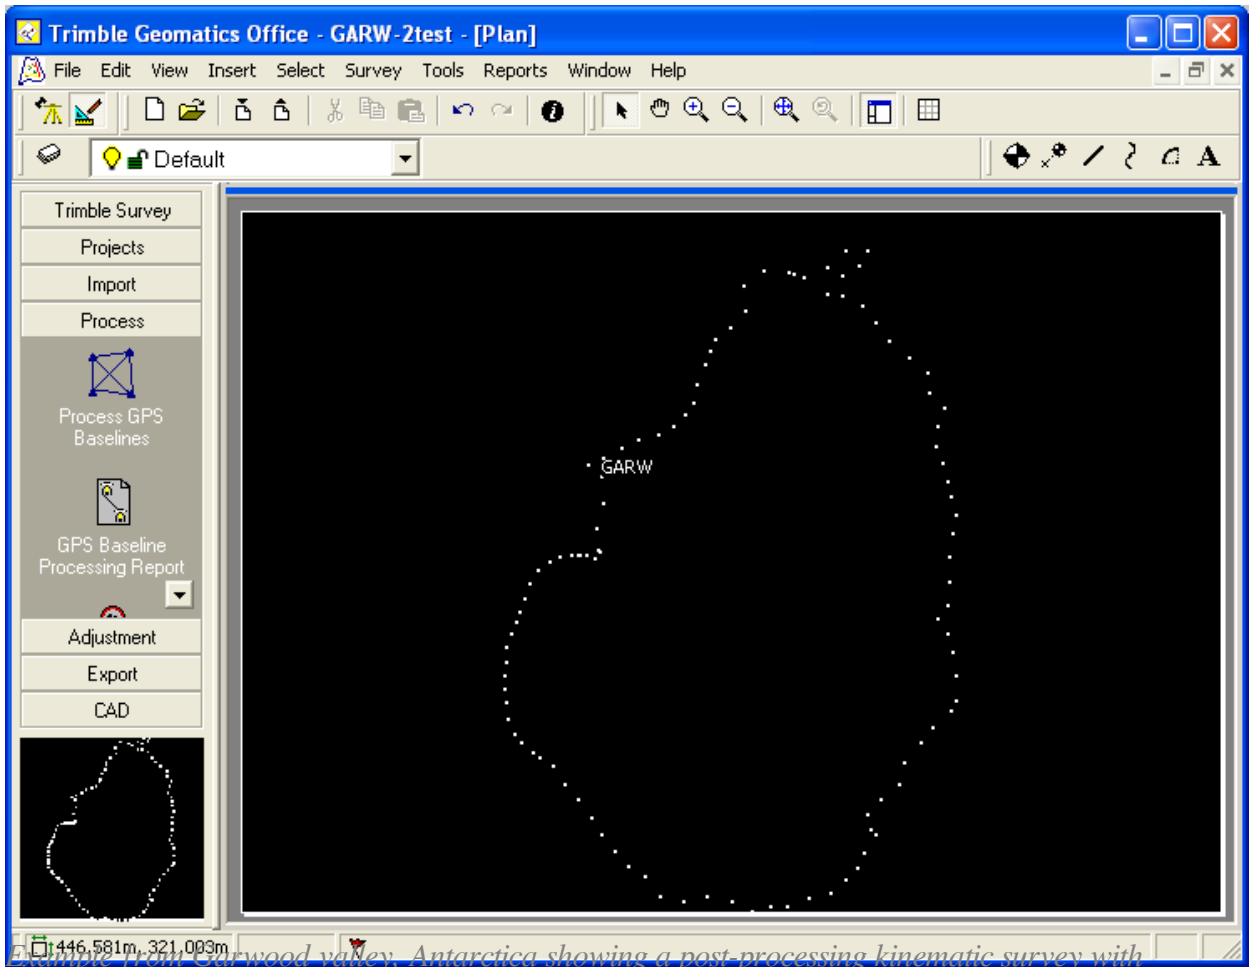 Trimble Geomatics Office - GARW-2test - [Plan]
File Edit View Insert Select Survey Tools Reports Window Help
Default
A
Trimble Survey
Projects
Import
Process
Process GPS
Baselines
GPS Baseline
Processing Report
Adjustment
Export
CAD
GARW
446.581m, 321.003m
Example from Garwood valley, Antarctica showing a post-processing kinematic survey with